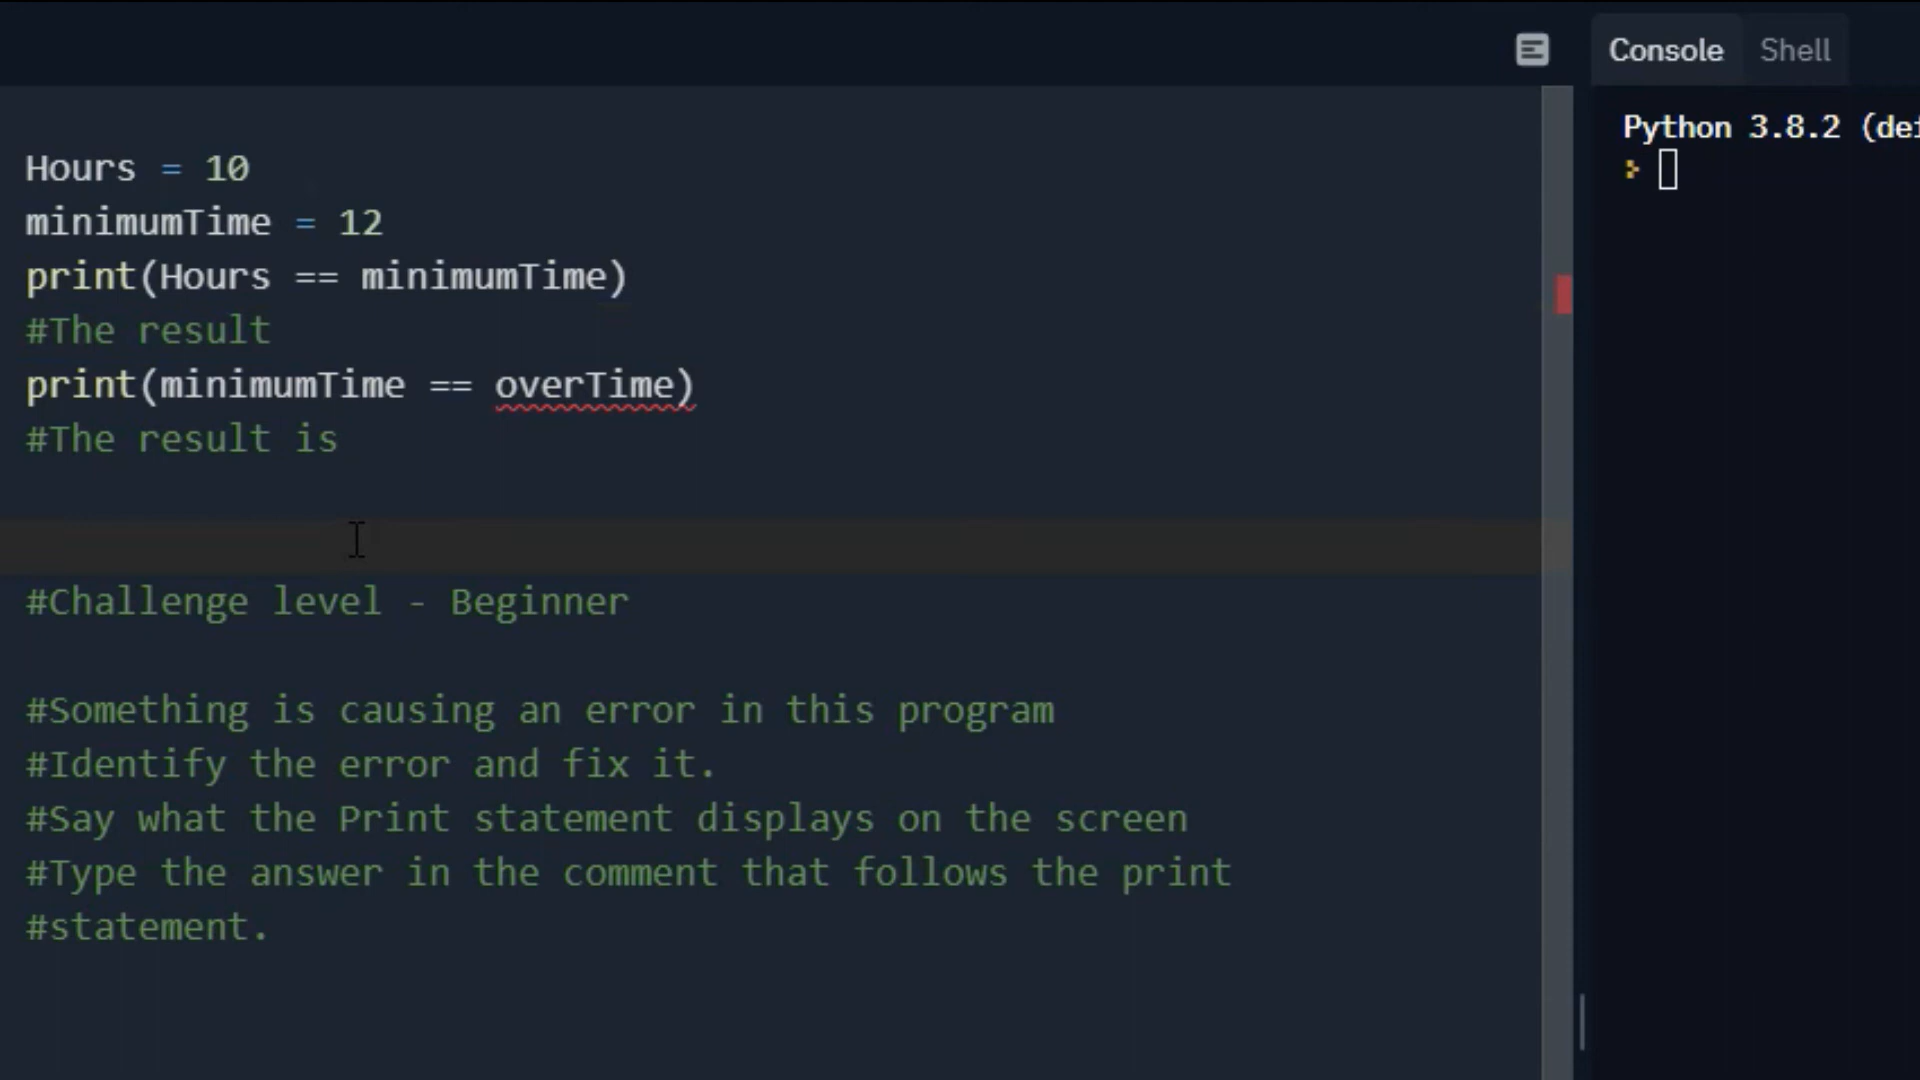 Console Shell
Python 3.8.2 (de
Hours = 10
minimumTime = 12
print(Hours == minimumTime)
#The result
print(minimumTime == overTime)
#The result is
#Challenge level - Beginner
#Something is causing an error in this program
#Identify the error and fix it.
#Say what the Print statement displays on the screen
#Type the answer in the comment that follows the print
#statement.